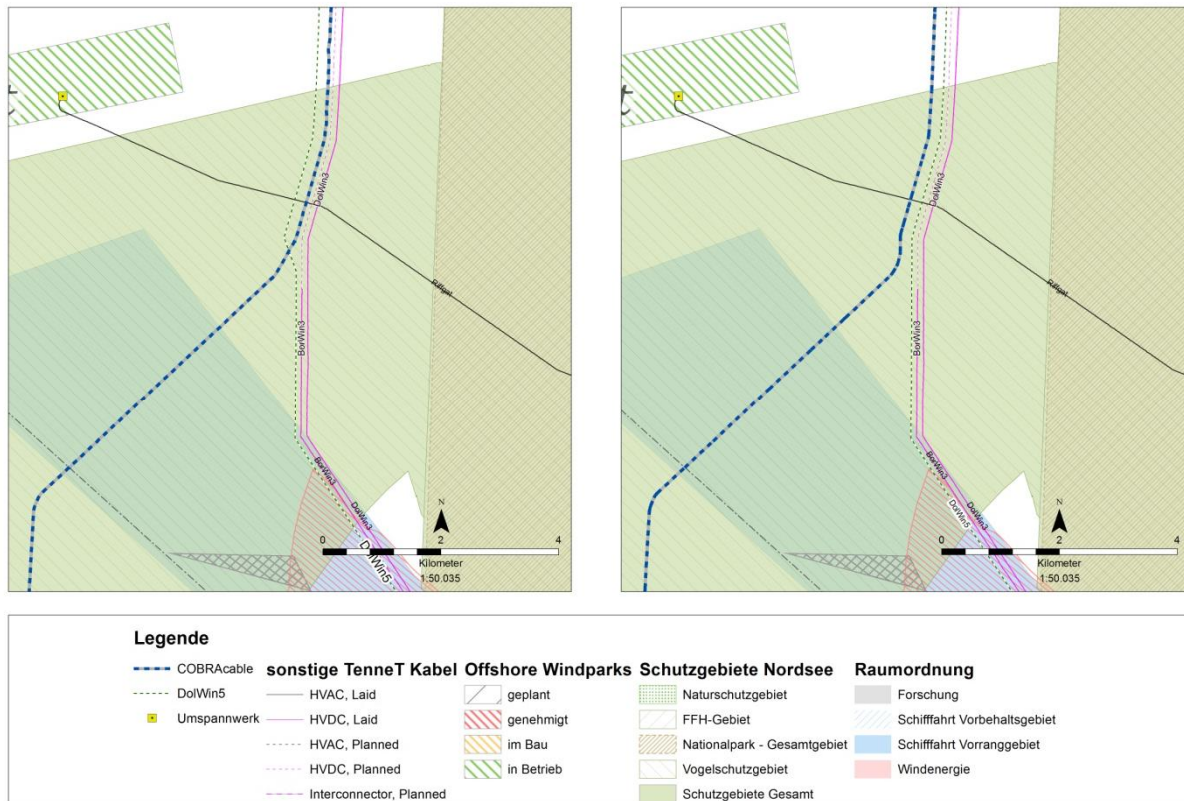 t
DolWin3
Riffgat
BorWin3
BorWin3
DolWin3
DolWin5
N
0 2 4
Kilometer
1:50.035
t
DolWin3
Riffgat
BorWin3
BorWin3
DolWin3
DolWin5
N
0 2 4
Kilometer
1:50.035
Legende
COBRAcable
DolWin5
Umspannwerk
sonstige TenneT Kabel
HVAC, Laid
HVDC, Laid
HVAC, Planned
HVDC, Planned
Interconnector, Planned
Offshore Windparks
geplant
genehmigt
im Bau
in Betrieb
Schutzgebiete Nordsee
Naturschutzgebiet
FFH-Gebiet
Nationalpark - Gesamtgebiet
Vogelschutzgebiet
Schutzgebiete Gesamt
Raumordnung
Forschung
Schifffahrt Vorbehaltsgebiet
Schifffahrt Vorranggebiet
Windenergie